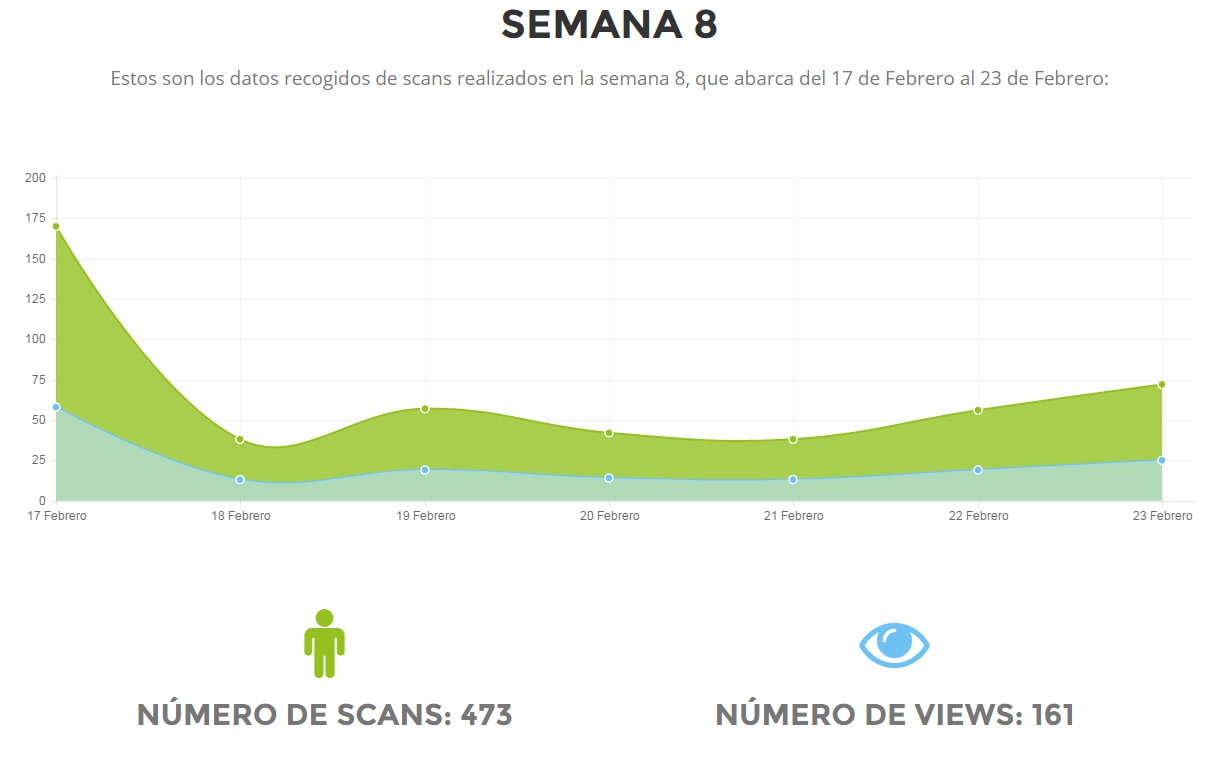 SEMANA 8
Estos son los datos recogidos de scans realizados en la semana 8, que abarca del 17 de Febrero al 23 de Febrero:
200
175
150
125
100
75
50
25
0
17 Febrero
18 Febrero
19 Febrero
20 Febrero
21 Febrero
22 Febrero
23 Febrero
NÚMERO DE SCANS: 473
NÚMERO DE VIEWS: 161